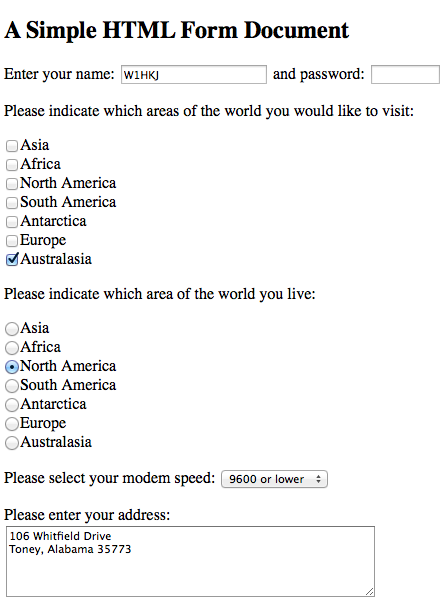 A Simple HTML Form Document
Enter your name: W1HKJ and password:
Please indicate which areas of the world you would like to visit:
Asia
Africa
North America
South America
Antarctica
Europe
Australasia
Please indicate which area of the world you live:
Asia
Africa
North America
South America
Antarctica
Europe
Australasia
Please select your modem speed: 9600 or lower
Please enter your address:
106 Whitfield Drive
Toney, Alabama 35773